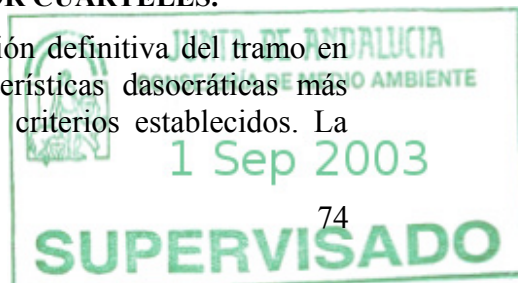 OR CUARTELES.
ión definitiva del tramo en
JUNTA DE ANDALUCIA
erísticas dasocráticas más
CONSEJERÍA DE MEDIO AMBIENTE
criterios establecidos. La
1 Sep 2003
74
SUPERVISADO